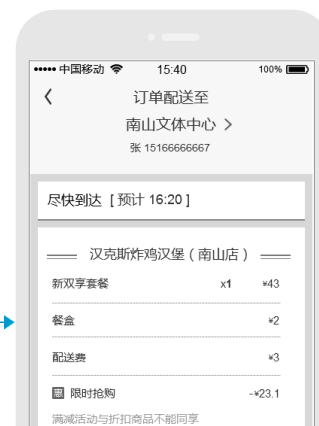 中国移动 15:40 100%
订单配送至
南山文体中心 >
张 15166666667
尽快到达 [ 预计 16:20 ]
汉克斯炸鸡汉堡（南山店）
新双享套餐 x1 ¥43
餐盒 ¥2
配送费 ¥3
惠 限时抢购 -¥23.1
满减活动与折扣商品不能同享